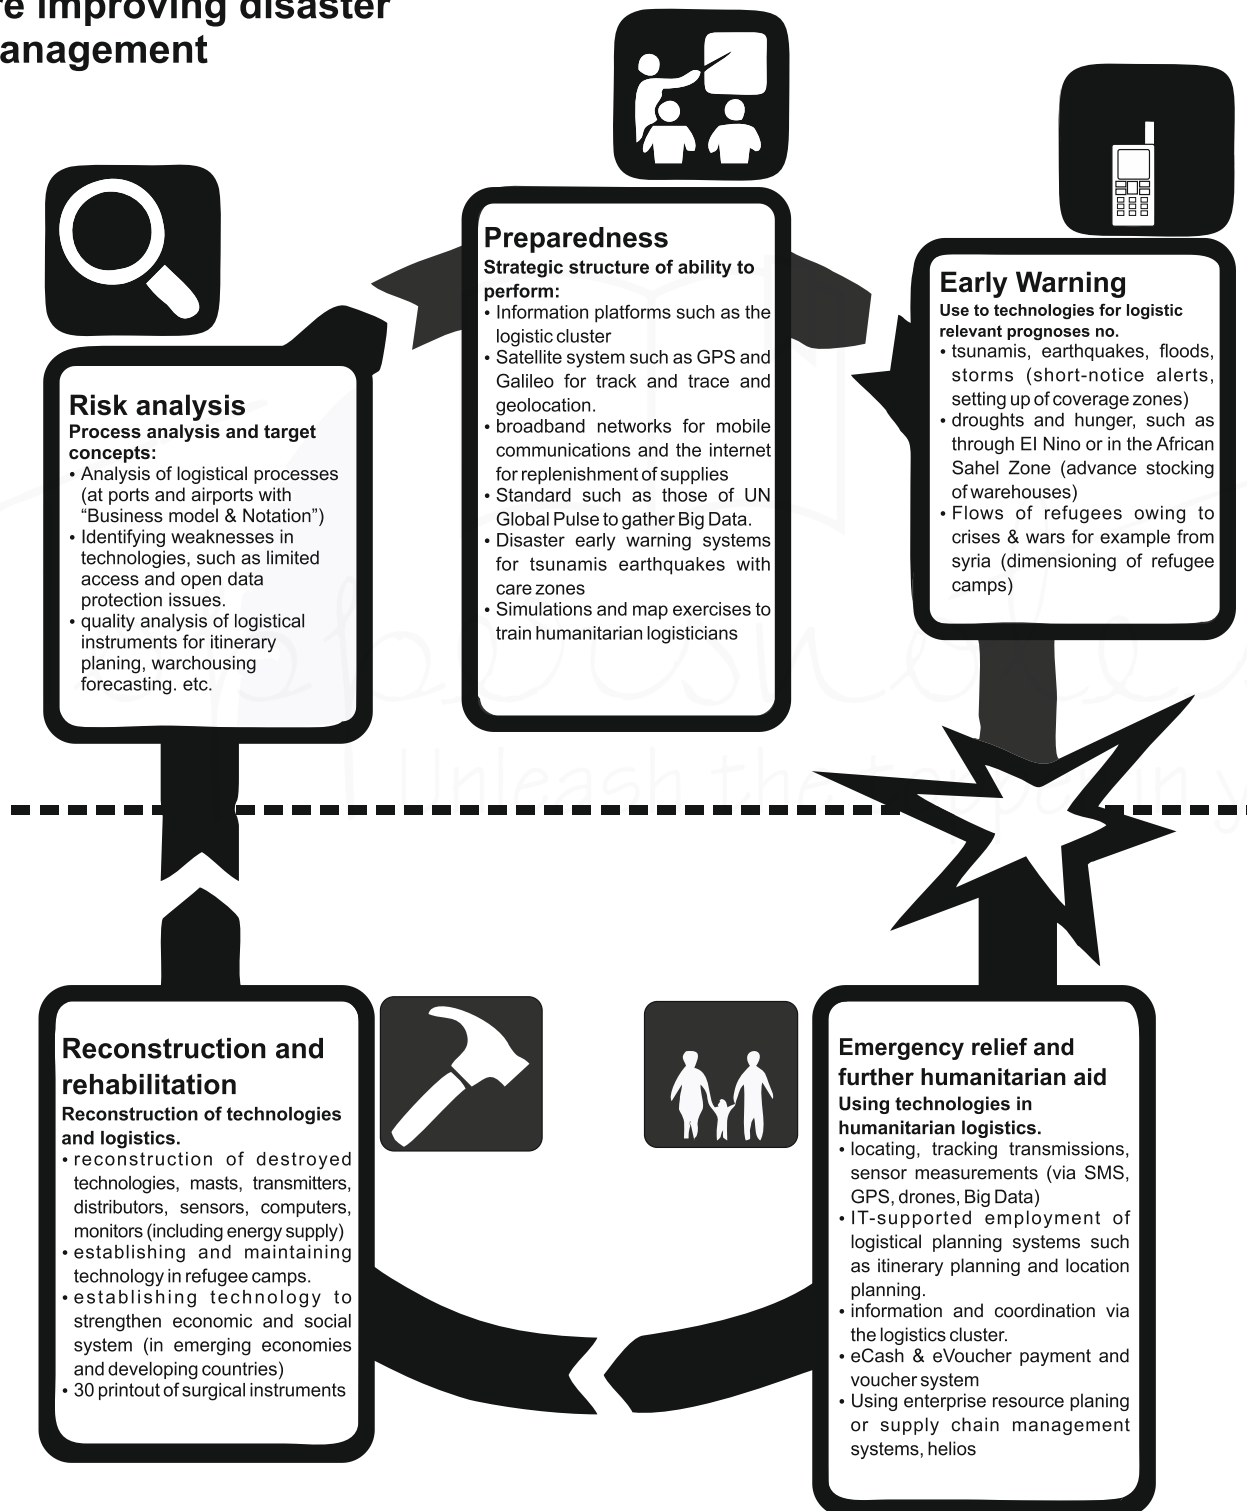 re improving disaster
anagement
Risk analysis
Process analysis and target
concepts:
• Analysis of logistical processes
(at ports and airports with
“Business model & Notation”)
• Identifying weaknesses in
technologies, such as limited
access and open data
protection issues.
• quality analysis of logistical
instruments for itinerary
planing, warchousing
forecasting. etc.
Preparedness
Strategic structure of ability to
perform:
• Information platforms such as the
logistic cluster
• Satellite system such as GPS and
Galileo for track and trace and
geolocation.
• broadband networks for mobile
communications and the internet
for replenishment of supplies
• Standard such as those of UN
Global Pulse to gather Big Data.
• Disaster early warning systems
for tsunamis earthquakes with
care zones
• Simulations and map exercises to
train humanitarian logisticians
Early Warning
Use to technologies for logistic
relevant prognoses no.
• tsunamis, earthquakes, floods,
storms (short-notice alerts,
setting up of coverage zones)
• droughts and hunger, such as
through El Nino or in the African
Sahel Zone (advance stocking
of warehouses)
• Flows of refugees owing to
crises & wars for example from
syria (dimensioning of refugee
camps)
Unleash the topper in y
Reconstruction and
rehabilitation
Reconstruction of technologies
and logistics.
• reconstruction of destroyed
technologies, masts, transmitters,
distributors, sensors, computers,
monitors (including energy supply)
• establishing and maintaining
technology in refugee camps.
• establishing technology to
strengthen economic and social
system (in emerging economies
and developing countries)
• 30 printout of surgical instruments
Emergency relief and
further humanitarian aid
Using technologies in
humanitarian logistics.
• locating, tracking transmissions,
sensor measurements (via SMS,
GPS, drones, Big Data)
• IT-supported employment of
logistical planning systems such
as itinerary planning and location
planning.
• information and coordination via
the logistics cluster.
• eCash & eVoucher payment and
voucher system
• Using enterprise resource planing
or supply chain management
systems, helios